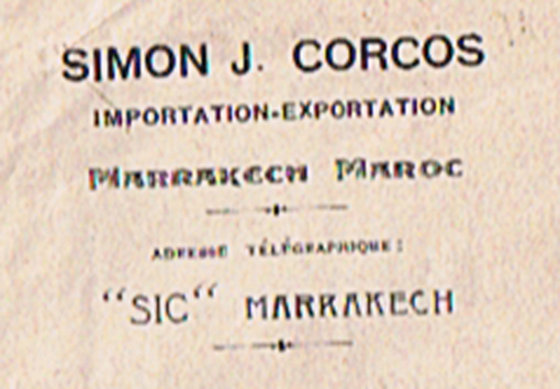 SIMON J. CORCOS
IMPORTATION-EXPORTATION
MARRAKECH MAROC
ADRESSE TÉLÉGRAPHIQUE :
“SIC“ MARRAKECH